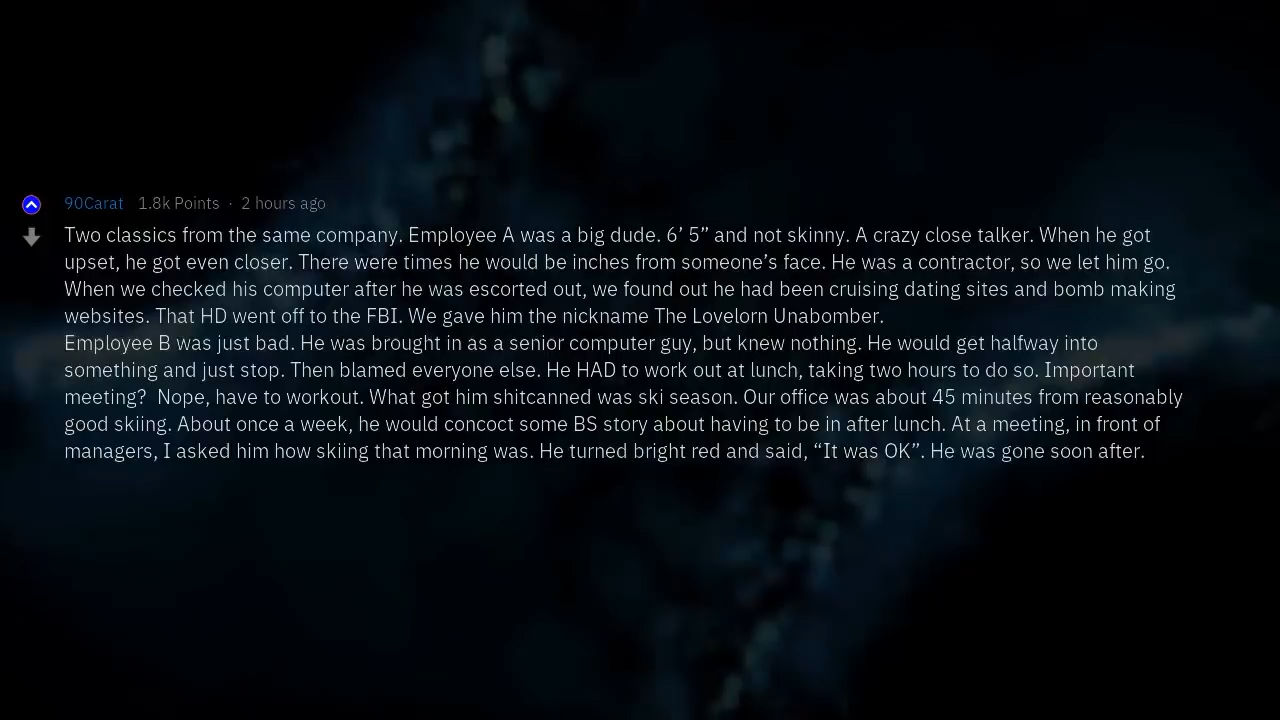 90Carat 1.8k Points · 2 hours ago
Two classics from the same company. Employee A was a big dude. 6’ 5” and not skinny. A crazy close talker. When he got
upset, he got even closer. There were times he would be inches from someone’s face. He was a contractor, so we let him go.
When we checked his computer after he was escorted out, we found out he had been cruising dating sites and bomb making
websites. That HD went off to the FBI. We gave him the nickname The Lovelorn Unabomber.
Employee B was just bad. He was brought in as a senior computer guy, but knew nothing. He would get halfway into
something and just stop. Then blamed everyone else. He HAD to work out at lunch, taking two hours to do so. Important
meeting?  Nope, have to workout. What got him shitcanned was ski season. Our office was about 45 minutes from reasonably
good skiing. About once a week, he would concoct some BS story about having to be in after lunch. At a meeting, in front of
managers, I asked him how skiing that morning was. He turned bright red and said, “It was OK”. He was gone soon after.